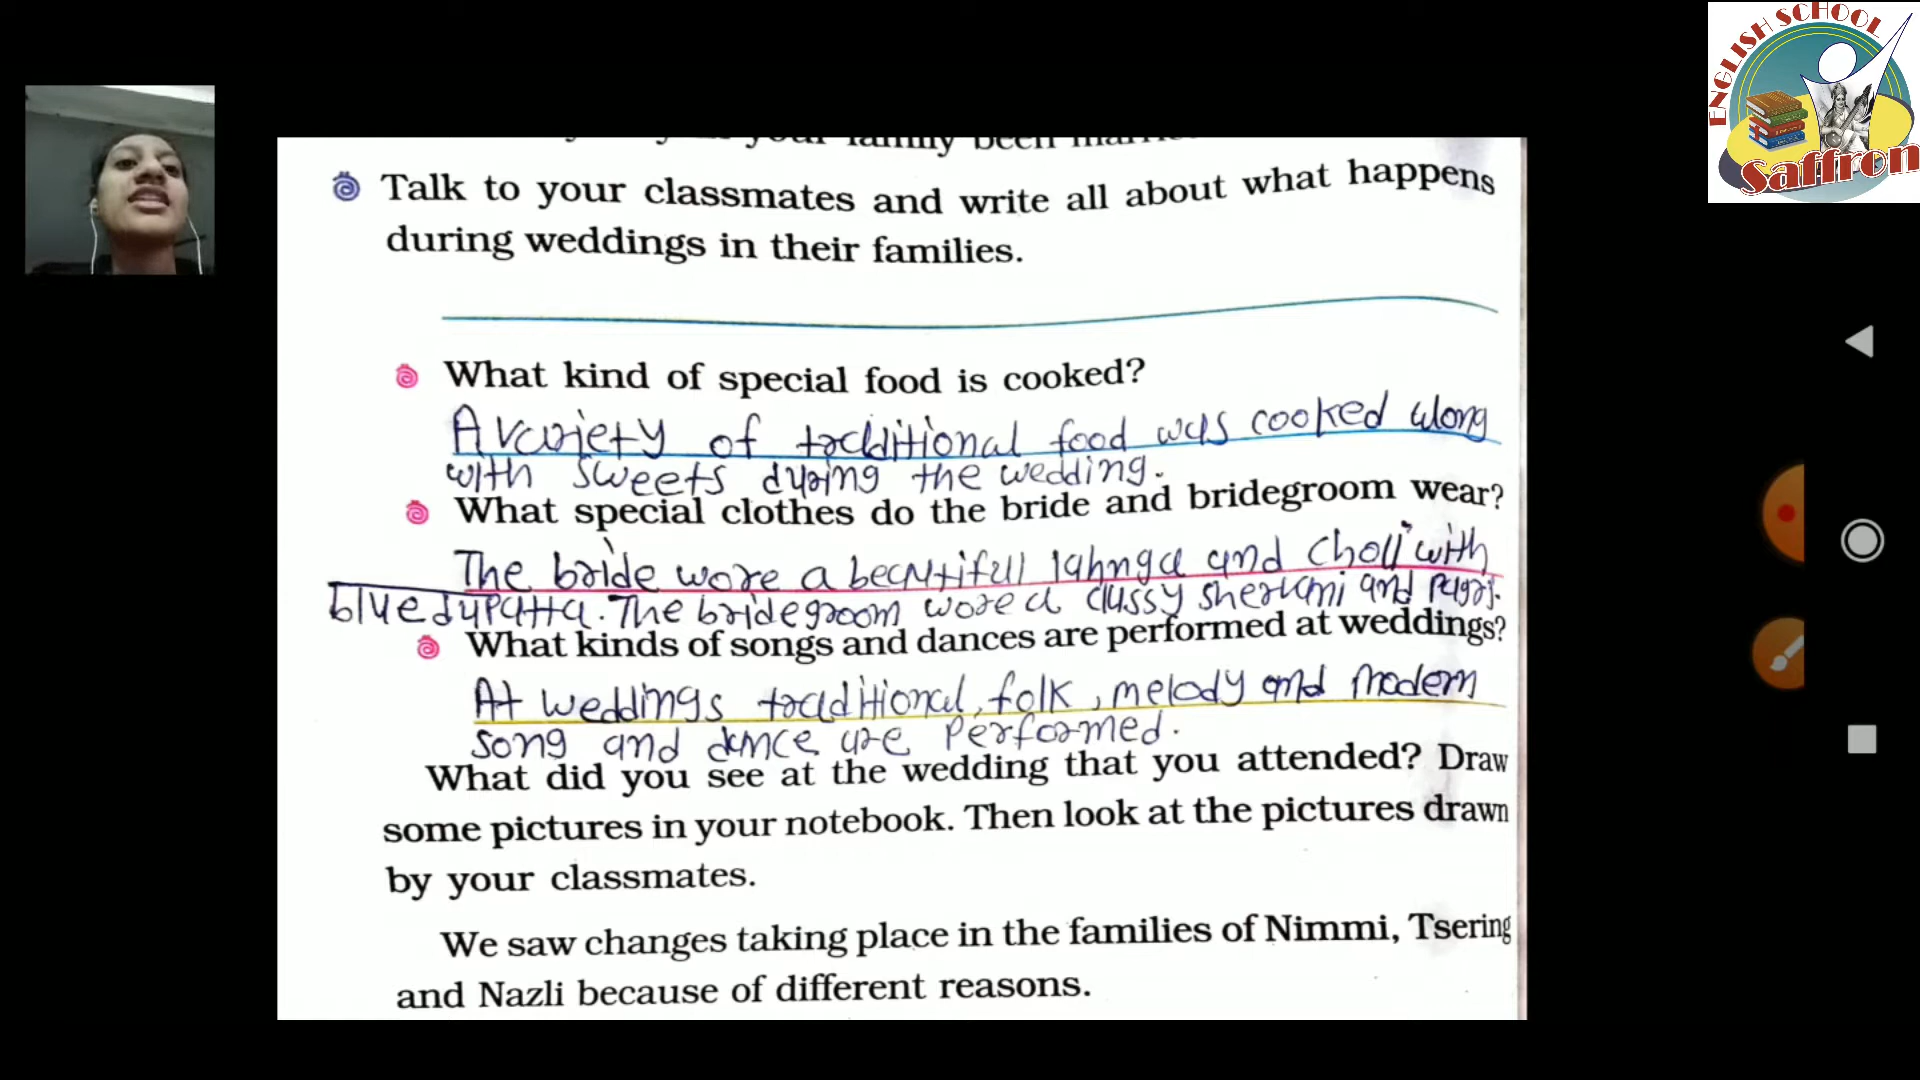 ENGLISH SCHOOL
Saffron
your family been
Talk to your classmates and write all about what happens
during weddings in their families.
What kind of special food is cooked?
A variety of traditional food was cooked along
with sweets during the wedding.
What special clothes do the bride and bridegroom wear?
The bride wore a beautiful lahnga and choli with
blue dupatta. The bridegroom wore a classy sherwani and pagri.
What kinds of songs and dances are performed at weddings?
At weddings traditional, folk, melody and modern
song and dance are performed.
What did you see at the wedding that you attended? Draw
some pictures in your notebook. Then look at the pictures drawn
by your classmates.
We saw changes taking place in the families of Nimmi, Tsering
and Nazli because of different reasons.